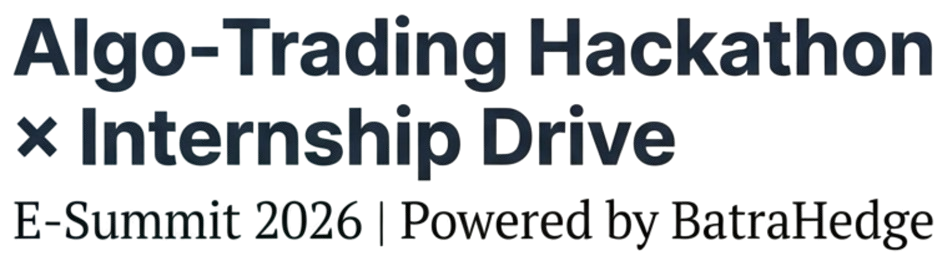 Algo-Trading Hackathon
× Internship Drive
E-Summit 2026 | Powered by BatraHedge